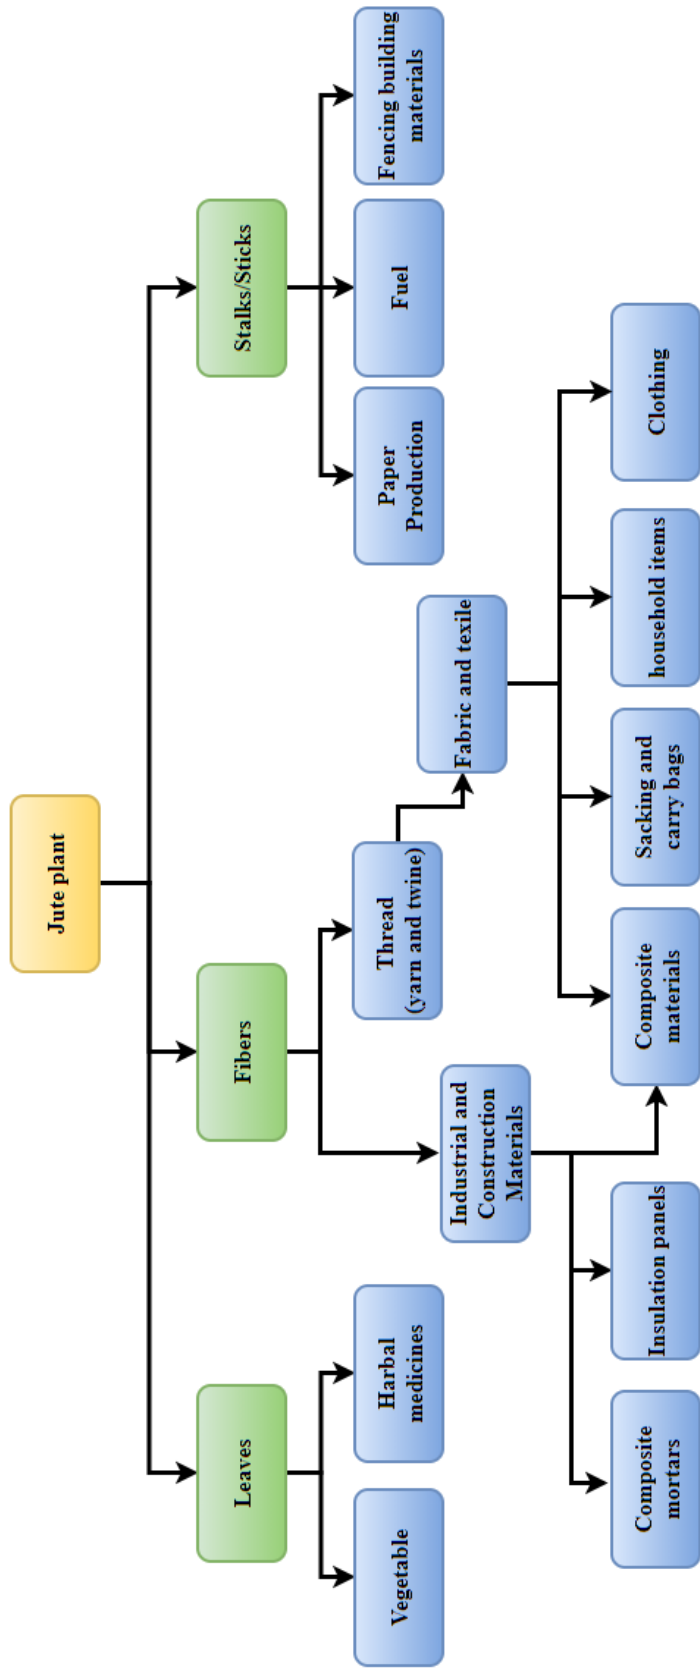 Jute plant
Leaves
Fibers
Stalks/Sticks
Vegetable
Harbal
medicines
Thread
(yarn and twine)
Paper
Production
Fuel
Fencing building
materials
Industrial and
Construction
Materials
Fabric and texile
Composite
mortars
Insulation panels
Composite
materials
Sacking and
carry bags
household items
Clothing